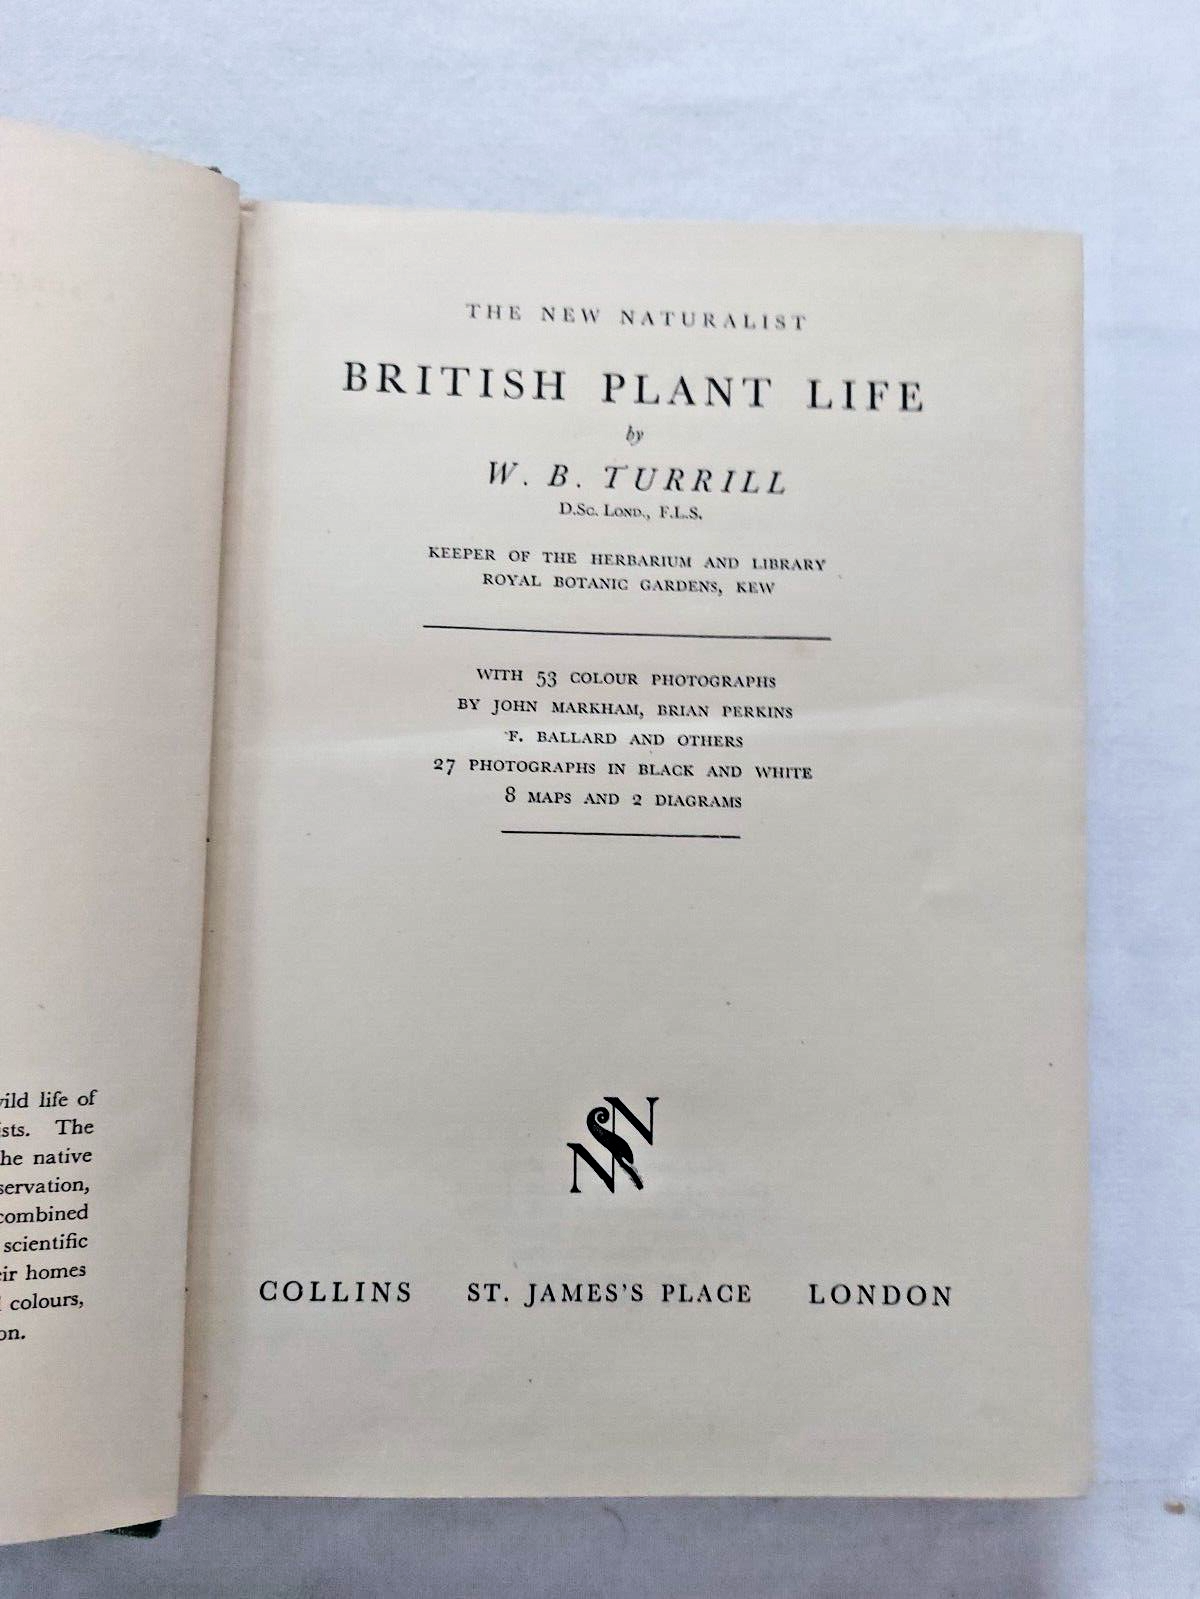 THE NEW NATURALIST
BRITISH PLANT LIFE
by
W. B. TURRILL
D.Sc. LOND., F.L.S.
KEEPER OF THE HERBARIUM AND LIBRARY
ROYAL BOTANIC GARDENS, KEW
WITH 53 COLOUR PHOTOGRAPHS
BY JOHN MARKHAM, BRIAN PERKINS
F. BALLARD AND OTHERS
27 PHOTOGRAPHS IN BLACK AND WHITE
8 MAPS AND 2 DIAGRAMS
NN
COLLINS ST. JAMES'S PLACE LONDON
life of
The
native
combined
scientific
homes
colours,